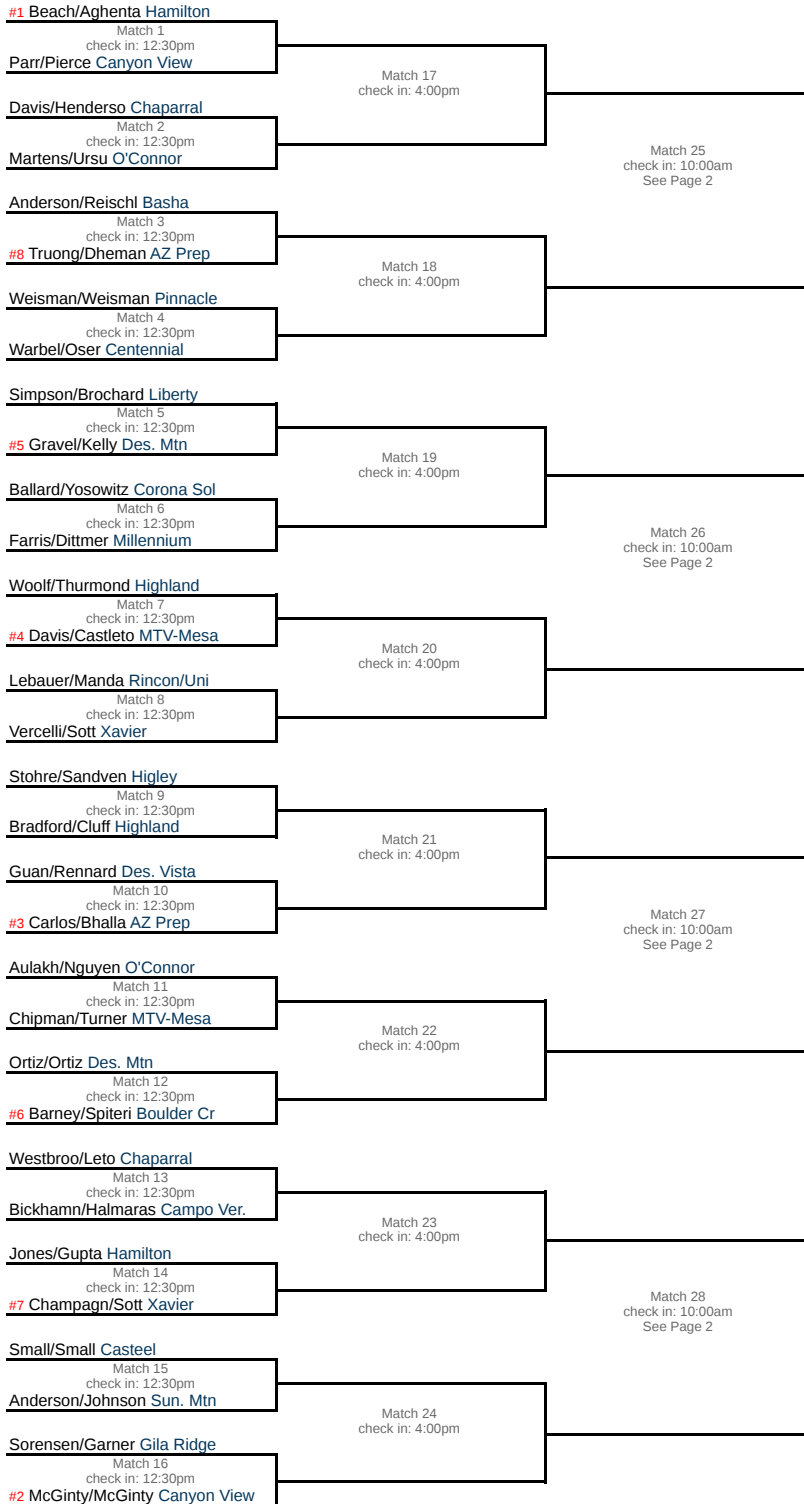 #1 Beach/Aghenta Hamilton
Match 1
check in: 12:30pm
Parr/Pierce Canyon View
Match 17
check in: 4:00pm
Davis/Henderso Chaparral
Match 2
check in: 12:30pm
Martens/Ursu O'Connor
Match 25
check in: 10:00am
See Page 2
Anderson/Reischl Basha
Match 3
check in: 12:30pm
#8 Truong/Dheman AZ Prep
Match 18
check in: 4:00pm
Weisman/Weisman Pinnacle
Match 4
check in: 12:30pm
Warbel/Oser Centennial
Simpson/Brochard Liberty
Match 5
check in: 12:30pm
#5 Gravel/Kelly Des. Mtn
Match 19
check in: 4:00pm
Ballard/Yosowitz Corona Sol
Match 6
check in: 12:30pm
Farris/Dittmer Millennium
Match 26
check in: 10:00am
See Page 2
Woolf/Thurmond Highland
Match 7
check in: 12:30pm
#4 Davis/Castleto MTV-Mesa
Match 20
check in: 4:00pm
Lebauer/Manda Rincon/Uni
Match 8
check in: 12:30pm
Vercelli/Sott Xavier
Stohre/Sandven Higley
Match 9
check in: 12:30pm
Bradford/Cluff Highland
Match 21
check in: 4:00pm
Guan/Rennard Des. Vista
Match 10
check in: 12:30pm
#3 Carlos/Bhalla AZ Prep
Match 27
check in: 10:00am
See Page 2
Aulakh/Nguyen O'Connor
Match 11
check in: 12:30pm
Chipman/Turner MTV-Mesa
Match 22
check in: 4:00pm
Ortiz/Ortiz Des. Mtn
Match 12
check in: 12:30pm
#6 Barney/Spiteri Boulder Cr
Westbroo/Leto Chaparral
Match 13
check in: 12:30pm
Bickhamn/Halmaras Campo Ver.
Match 23
check in: 4:00pm
Jones/Gupta Hamilton
Match 14
check in: 12:30pm
#7 Champagn/Sott Xavier
Match 28
check in: 10:00am
See Page 2
Small/Small Casteel
Match 15
check in: 12:30pm
Anderson/Johnson Sun. Mtn
Match 24
check in: 4:00pm
Sorensen/Garner Gila Ridge
Match 16
check in: 12:30pm
#2 McGinty/McGinty Canyon View